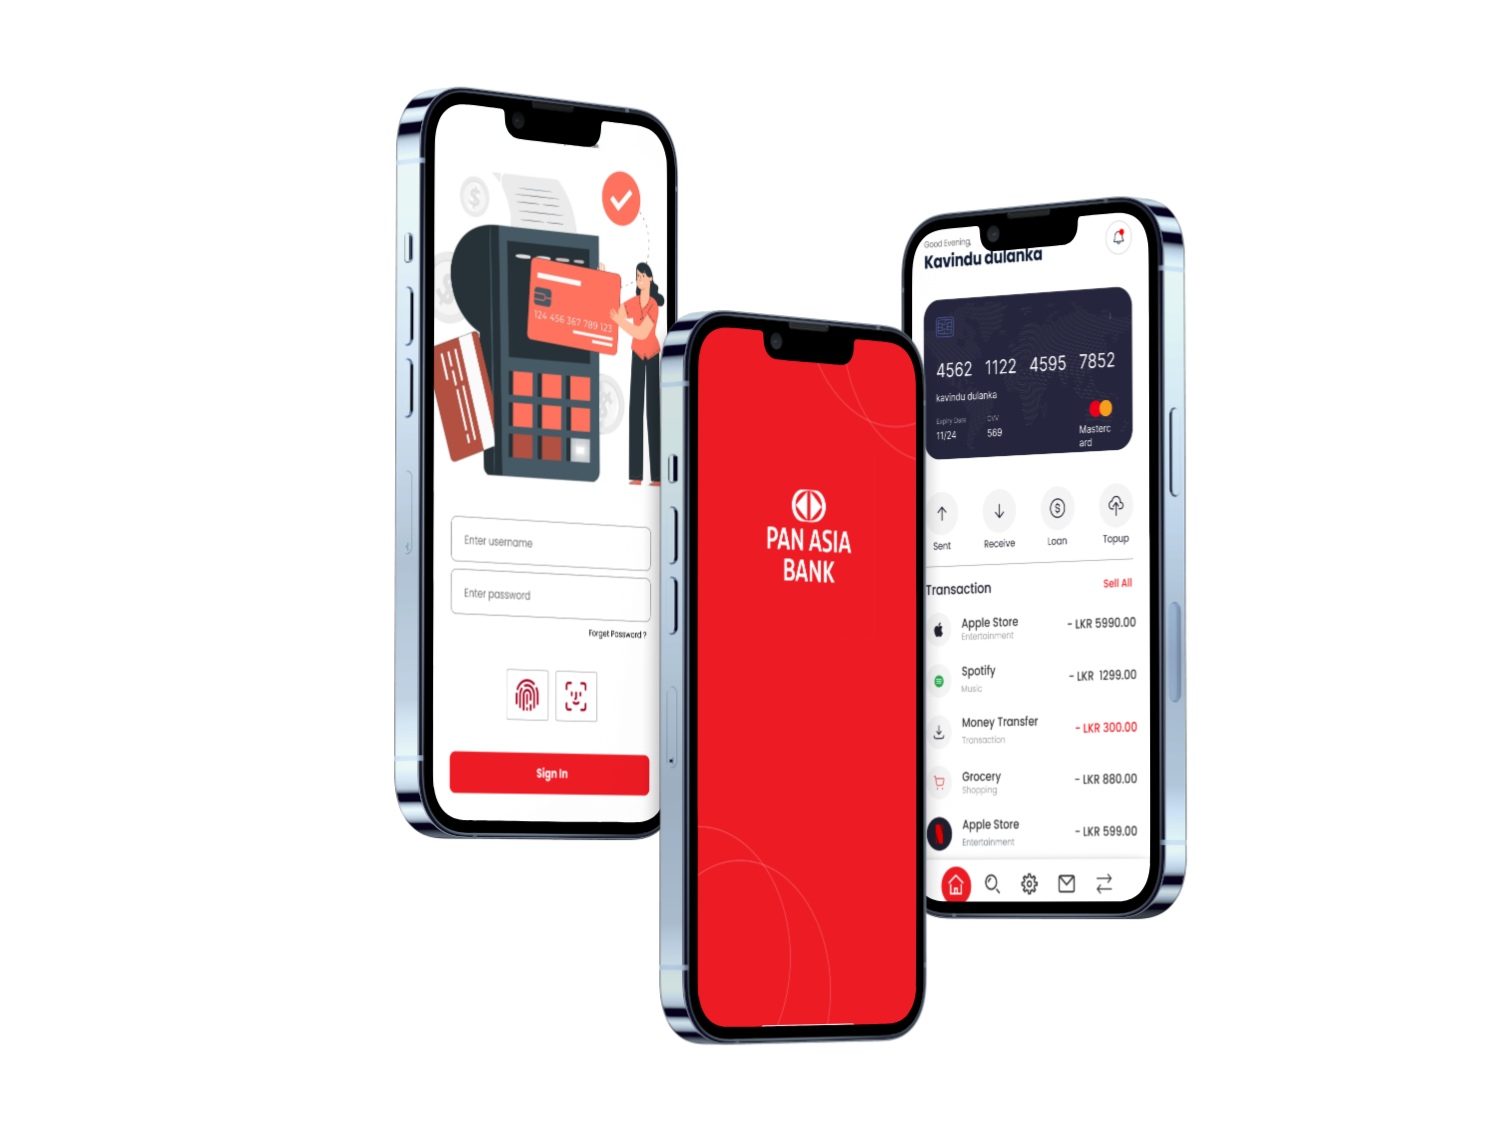 124 456 367 789 123
Enter username
Enter password
Forget Password ?
Sign In
PAN ASIA
BANK
Good Evening,
Kavindu dulanka
4562 1122 4595 7852
kavindu dulanka
Expiry Date CVV
11/24 569
Masterc
ard
Sent Receive Loan Topup
Transaction Sell All
Apple Store - LKR 5990.00
Entertainment
Spotify - LKR 1299.00
Music
Money Transfer - LKR 300.00
Transaction
Grocery - LKR 880.00
Shopping
Apple Store - LKR 599.00
Entertainment